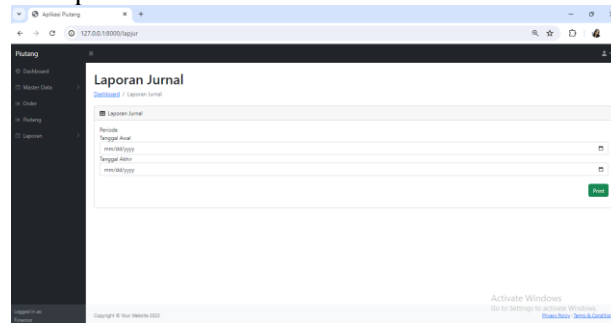 Aplikasi Piutang
127.0.0.1:8000/lapjur
Piutang
Dashboard
Master Data
Order
Piutang
Laporan
Laporan Jurnal
Dashboard / Laporan Jurnal
Laporan Jurnal
Periode
Tanggal Awal
mm/dd/yyyy
Tanggal Akhir
mm/dd/yyyy
Print
Activate Windows
Go to Settings to activate Windows.
Logged in as:
Finance
Copyright © Your Website 2023
Privacy Policy · Terms & Condition